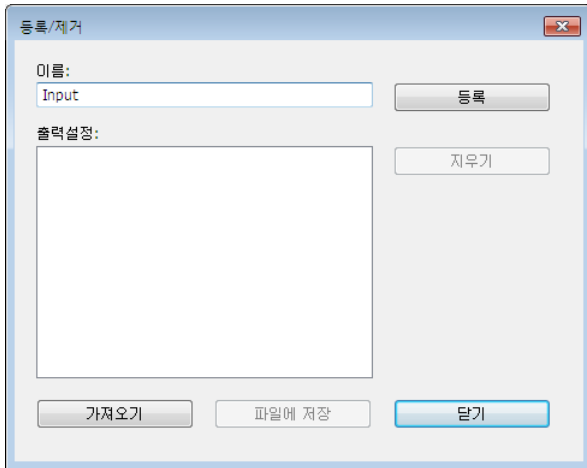 등록/제거
이름:
Input
등록
출력설정:
지우기
가져오기
파일에 저장
닫기